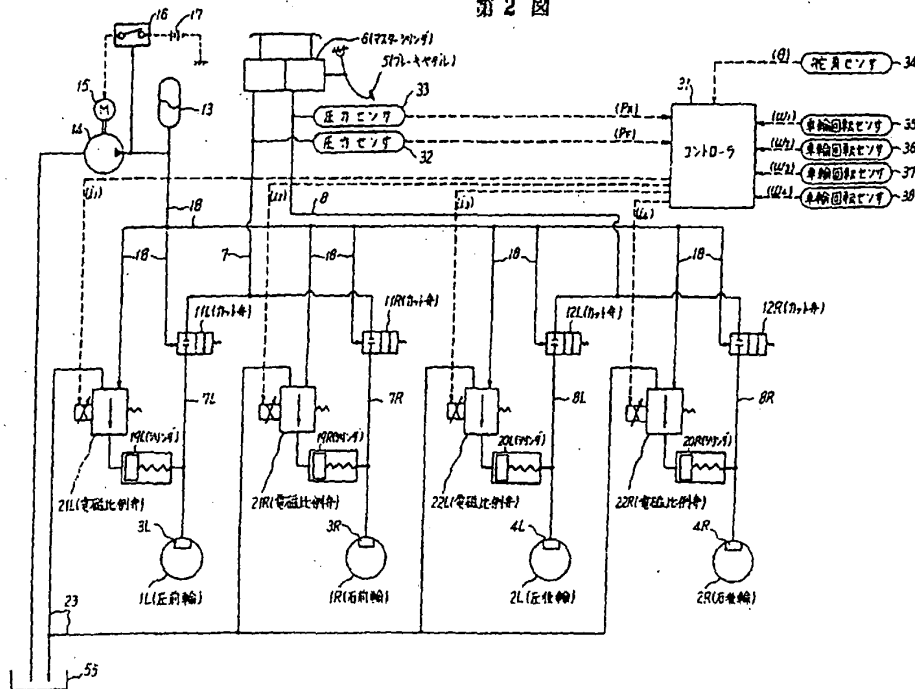 第2図
16
17
6(マスターシリンダ)
5(ブレーキペダル)
(θ)
舵角センサ
34
15
M
13
33
31
14
圧力センサ
(PR)
圧力センサ
32
(PF)
コントローラ
(ω1)
車輪回転センサ
35
(ω2)
車輪回転センサ
36
(ω3)
車輪回転センサ
37
(ω4)
車輪回転センサ
38
(i1)
(i2)
(i3)
(i4)
18
18
7
8
18
18
18
18
11L(カット弁)
11R(カット弁)
12L(カット弁)
12R(カット弁)
7L
7R
8L
8R
19L(シリンダ)
19R(シリンダ)
20L(シリンダ)
20R(シリンダ)
21L(電磁比例弁)
21R(電磁比例弁)
22L(電磁比例弁)
22R(電磁比例弁)
3L
3R
4L
4R
1L(左前輪)
1R(右前輪)
2L(左後輪)
2R(右後輪)
23
55